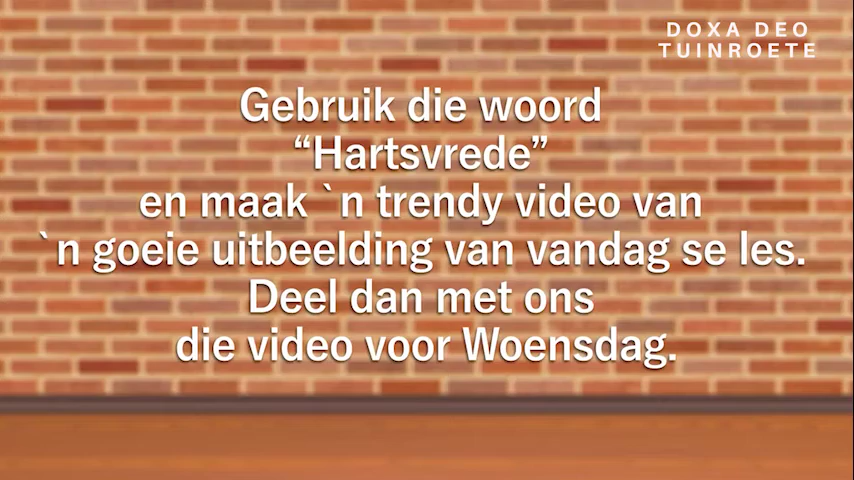 DOXA DEO
TUINROETE
Gebruik die woord
“Hartsvrede”
en maak `n trendy video van
`n goeie uitbeelding van vandag se les.
Deel dan met ons
die video voor Woensdag.